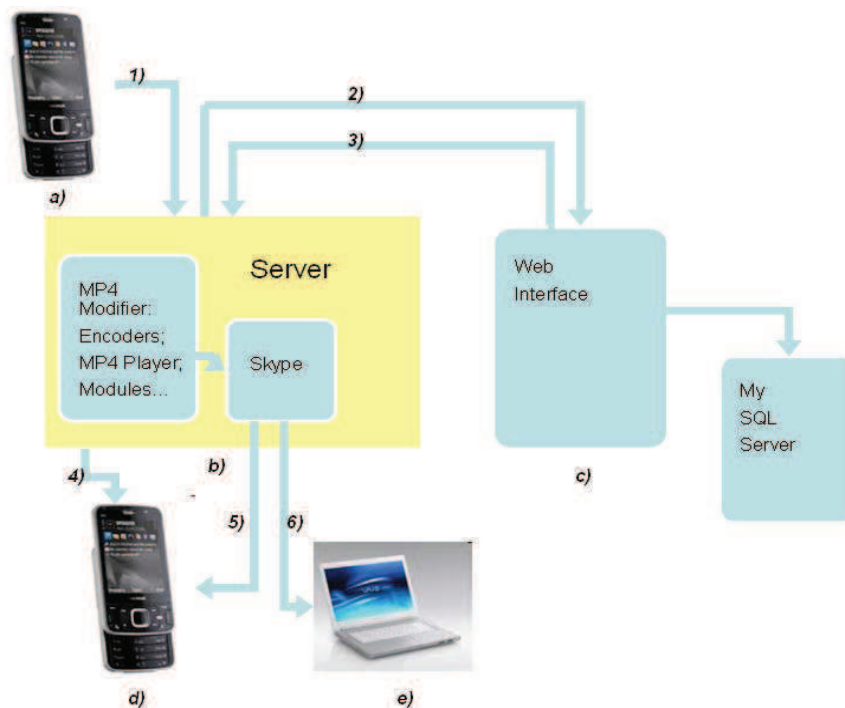 1)
2)
3)
a)
Server
MP4
Modifier:
Encoders;
MP4 Player;
Modules...
Skype
Web
Interface
My
SQL
Server
b)
c)
4)
5)
6)
d)
e)